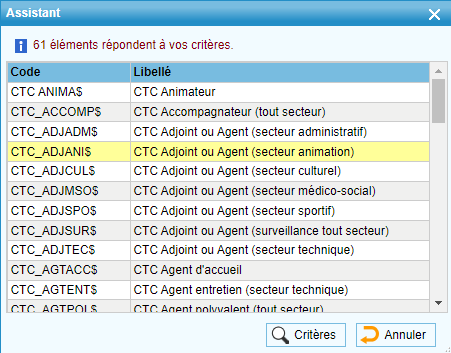 Assistant
61 éléments répondent à vos critères.
Code Libellé
CTC ANIMA$ CTC Animateur
CTC_ACCOMP$ CTC Accompagnateur (tout secteur)
CTC_ADJADM$ CTC Adjoint ou Agent (secteur administratif)
CTC_ADJANI$ CTC Adjoint ou Agent (secteur animation)
CTC_ADJCUL$ CTC Adjoint ou Agent (secteur culturel)
CTC_ADJMSO$ CTC Adjoint ou Agent (secteur médico-social)
CTC_ADJSPO$ CTC Adjoint ou Agent (secteur sportif)
CTC_ADJSUR$ CTC Adjoint ou Agent (surveillance tout secteur)
CTC_ADJTEC$ CTC Adjoint ou Agent (secteur technique)
CTC_AGTACC$ CTC Agent d'accueil
CTC_AGTENT$ CTC Agent entretien (secteur technique)
CTC_AGTPOL$ CTC Agent polyvalent (tout secteur)
Critères Annuler